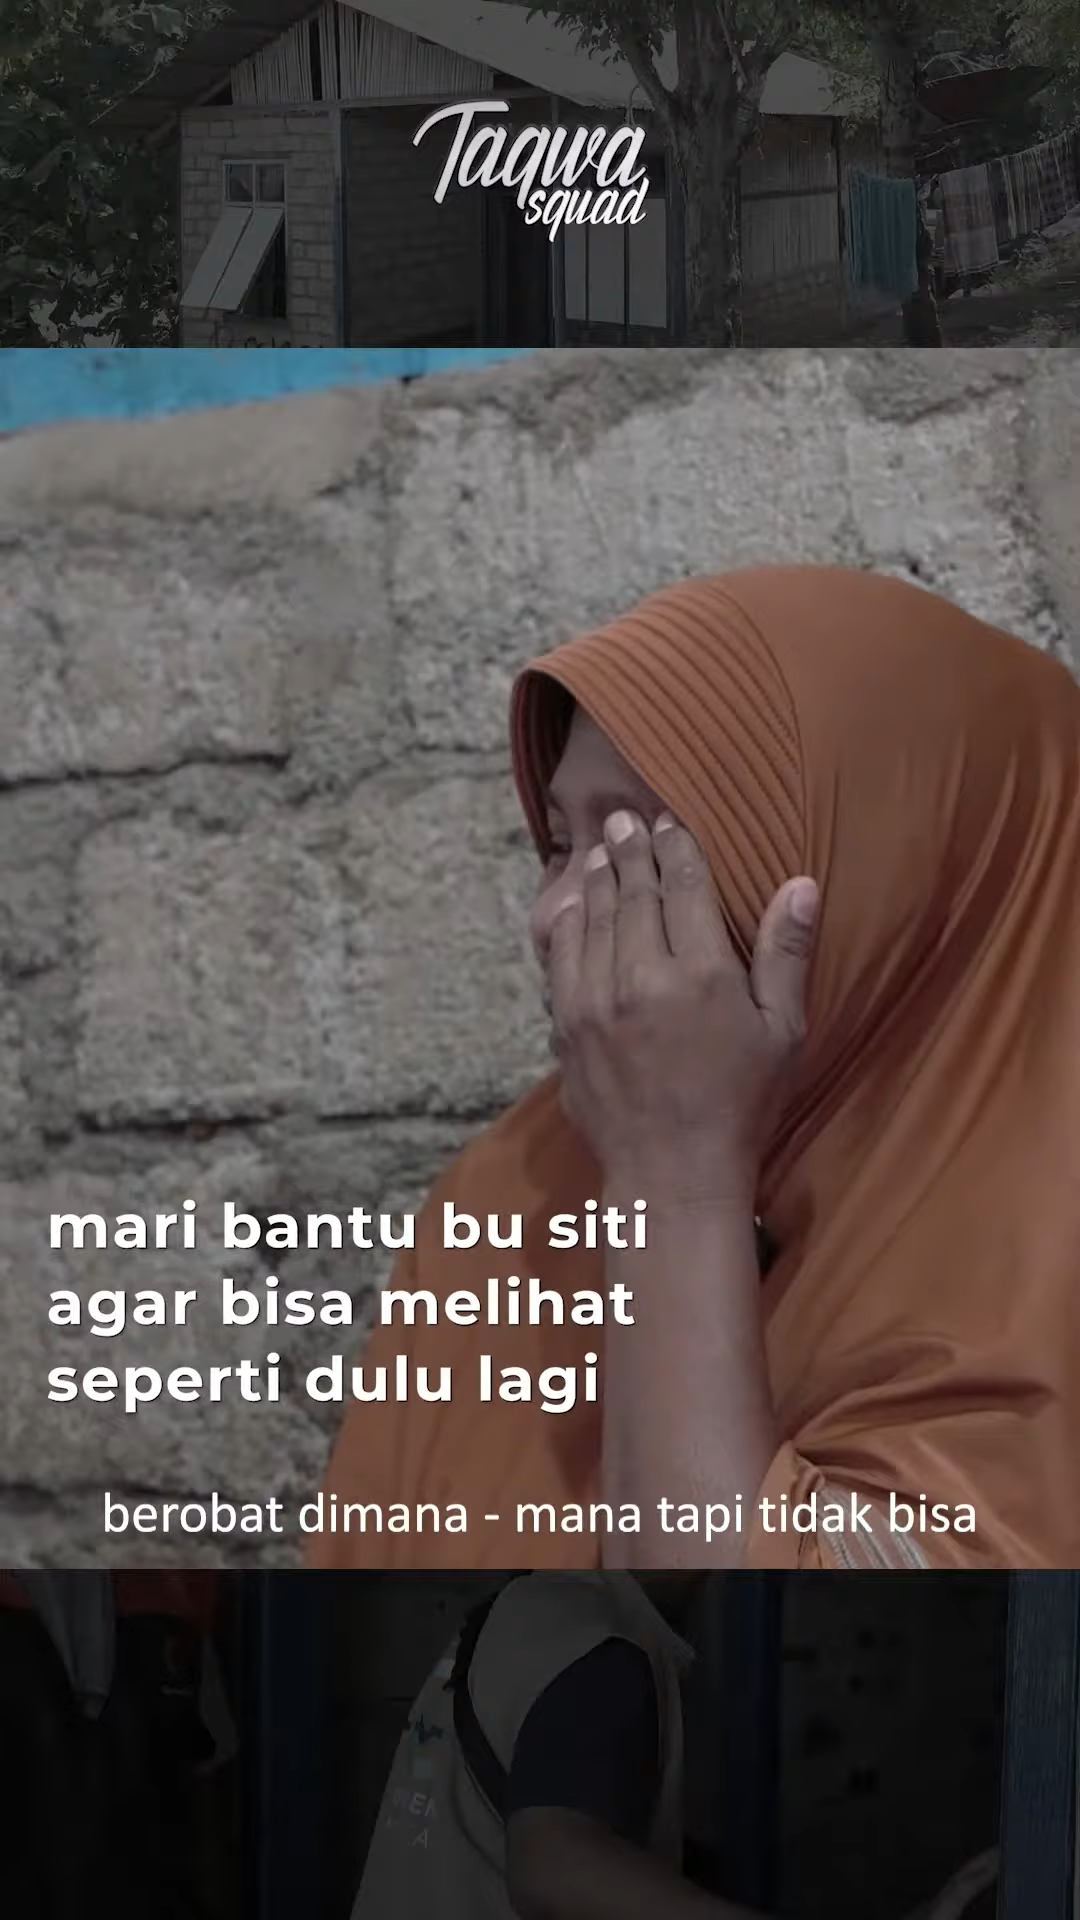 Taqwa
squad
mari bantu bu siti
agar bisa melihat
seperti dulu lagi
berobat dimana - mana tapi tidak bisa